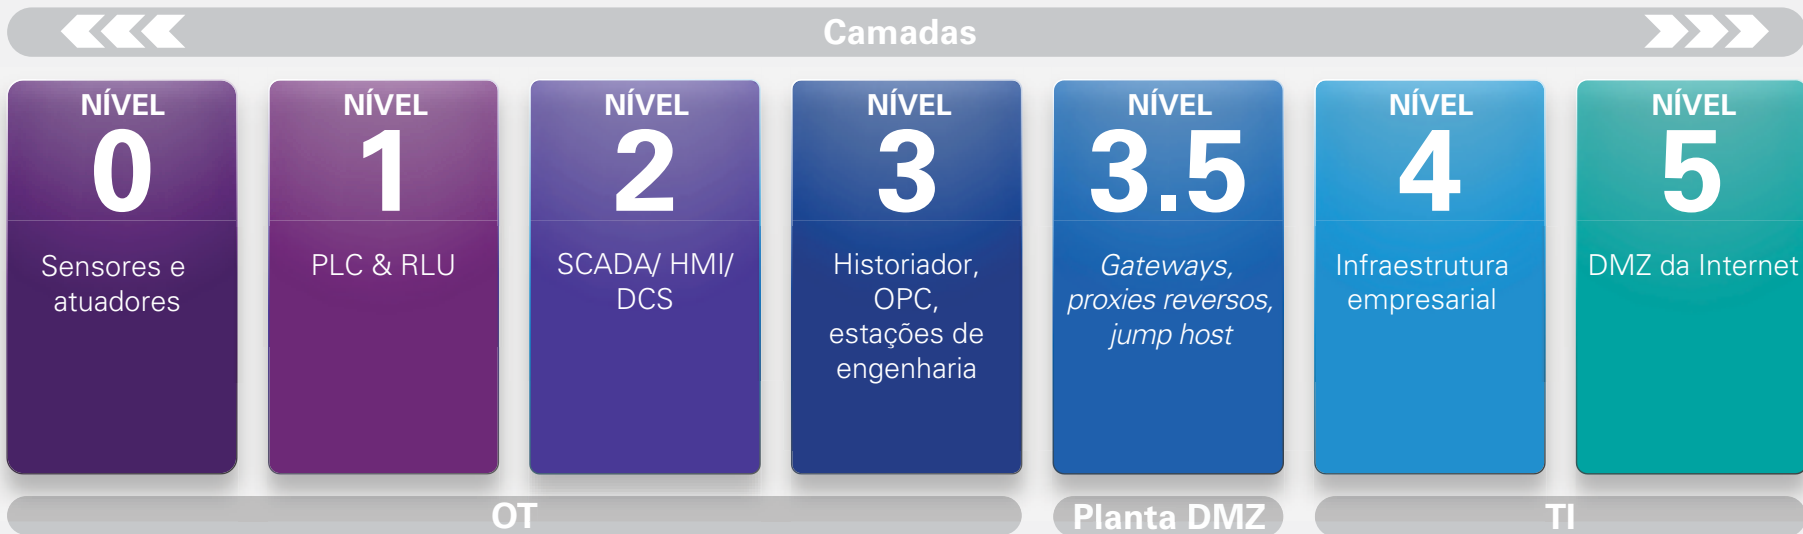 Camadas
NÍVEL
0
Sensores e
atuadores
NÍVEL
1
PLC & RLU
NÍVEL
2
SCADA/ HMI/
DCS
NÍVEL
3
Historiador,
OPC,
estações de
engenharia
NÍVEL
3.5
Gateways,
proxies reversos,
jump host
NÍVEL
4
Infraestrutura
empresarial
NÍVEL
5
DMZ da Internet
OT
Planta DMZ
TI